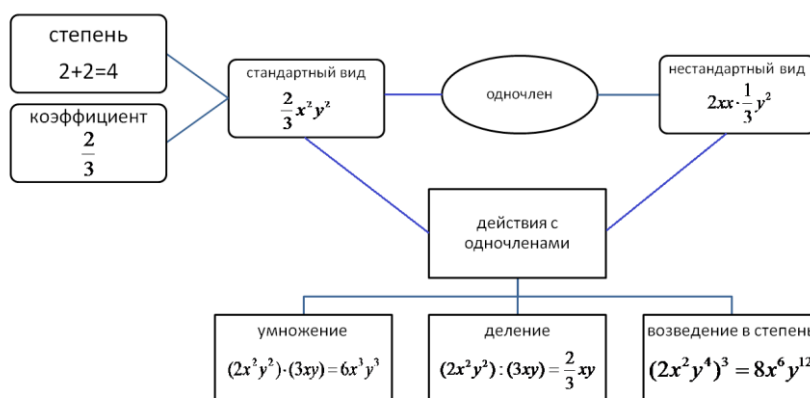 степень
2+2=4
коэффициент
2/3
стандартный вид
2/3 x²y²
одночлен
нестандартный вид
2xx·1/3 y²
действия с
одночленами
умножение
(2x²y²)·(3xy)=6x³y³
деление
(2x²y²):(3xy)=2/3 xy
возведение в степень
(2x²y⁴)³=8x⁶y¹²